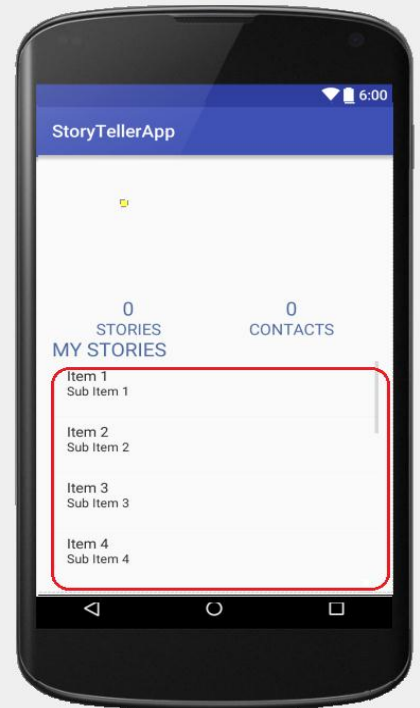 6:00
StoryTellerApp
0 0
STORIES CONTACTS
MY STORIES
Item 1
Sub Item 1
Item 2
Sub Item 2
Item 3
Sub Item 3
Item 4
Sub Item 4